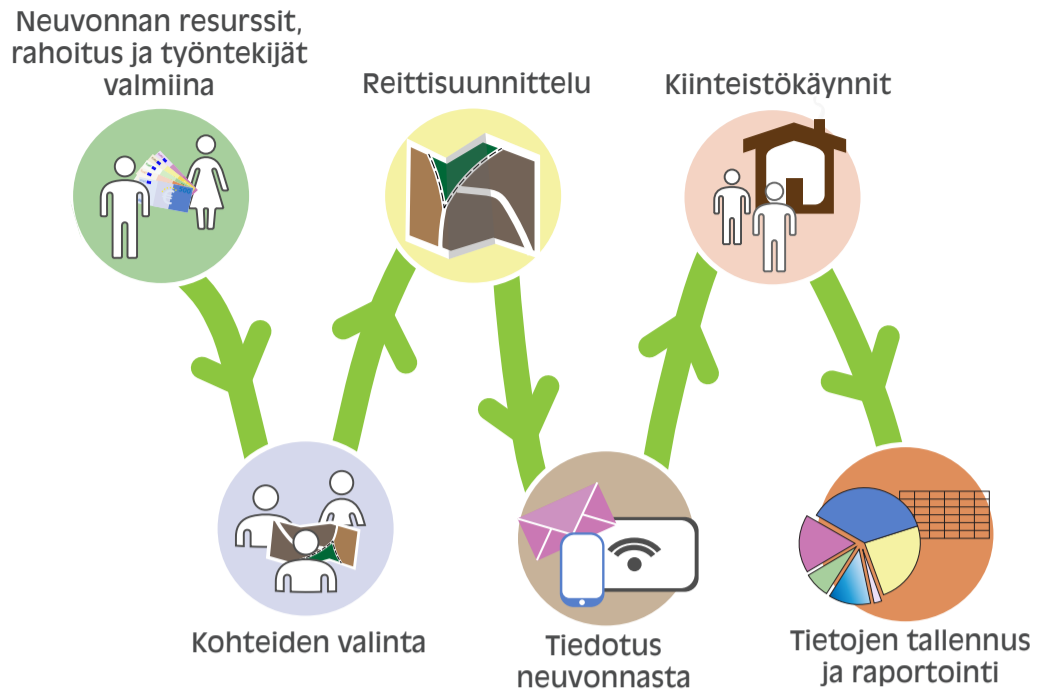 Neuvonnan resurssit,
rahoitus ja työntekijät
valmiina
Kohteiden valinta
Reittisuunnittelu
Tiedotus
neuvonnasta
Kiinteistökäynnit
Tietojen tallennus
ja raportointi